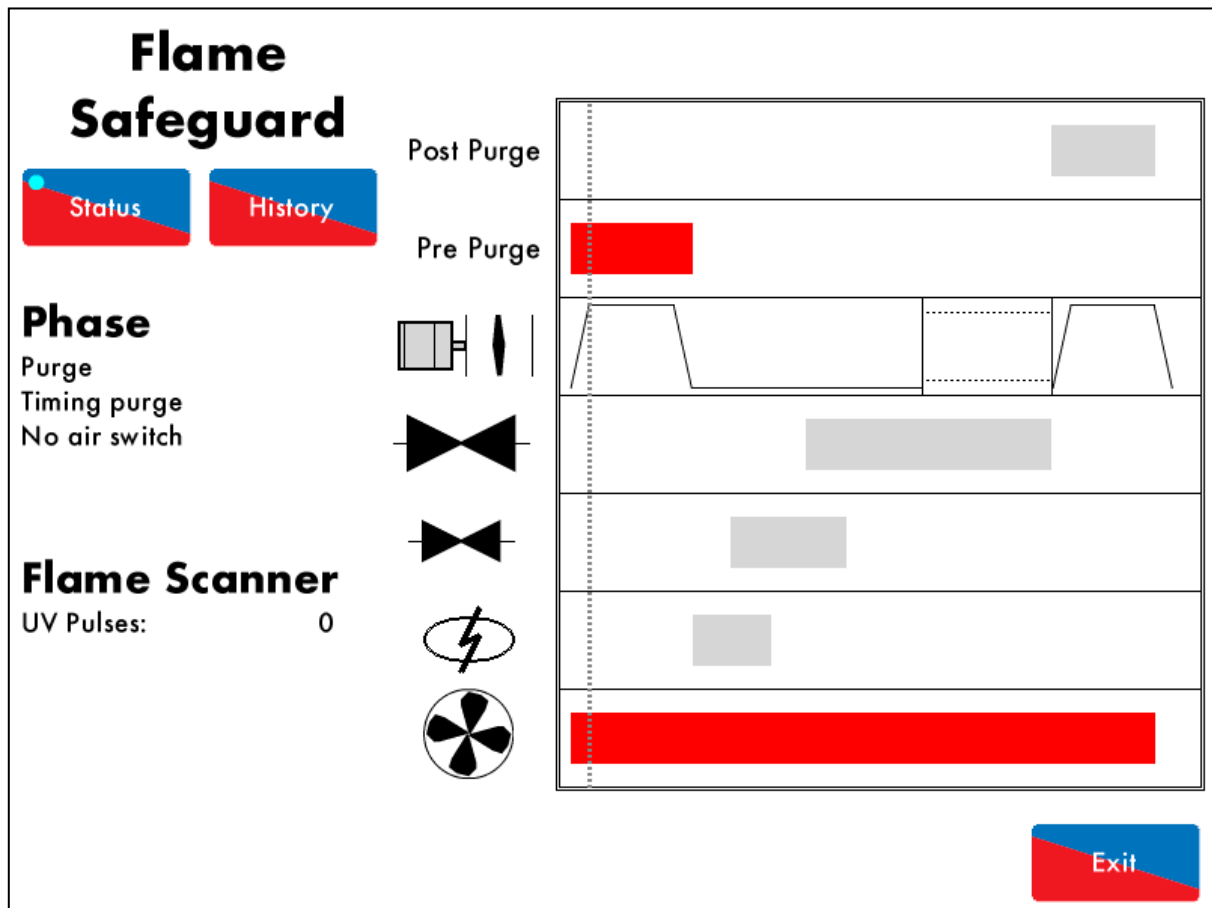 Flame
Safeguard
Status
History
Post Purge
Pre Purge
Phase
Purge
Timing purge
No air switch
Flame Scanner
UV Pulses: 0
Exit